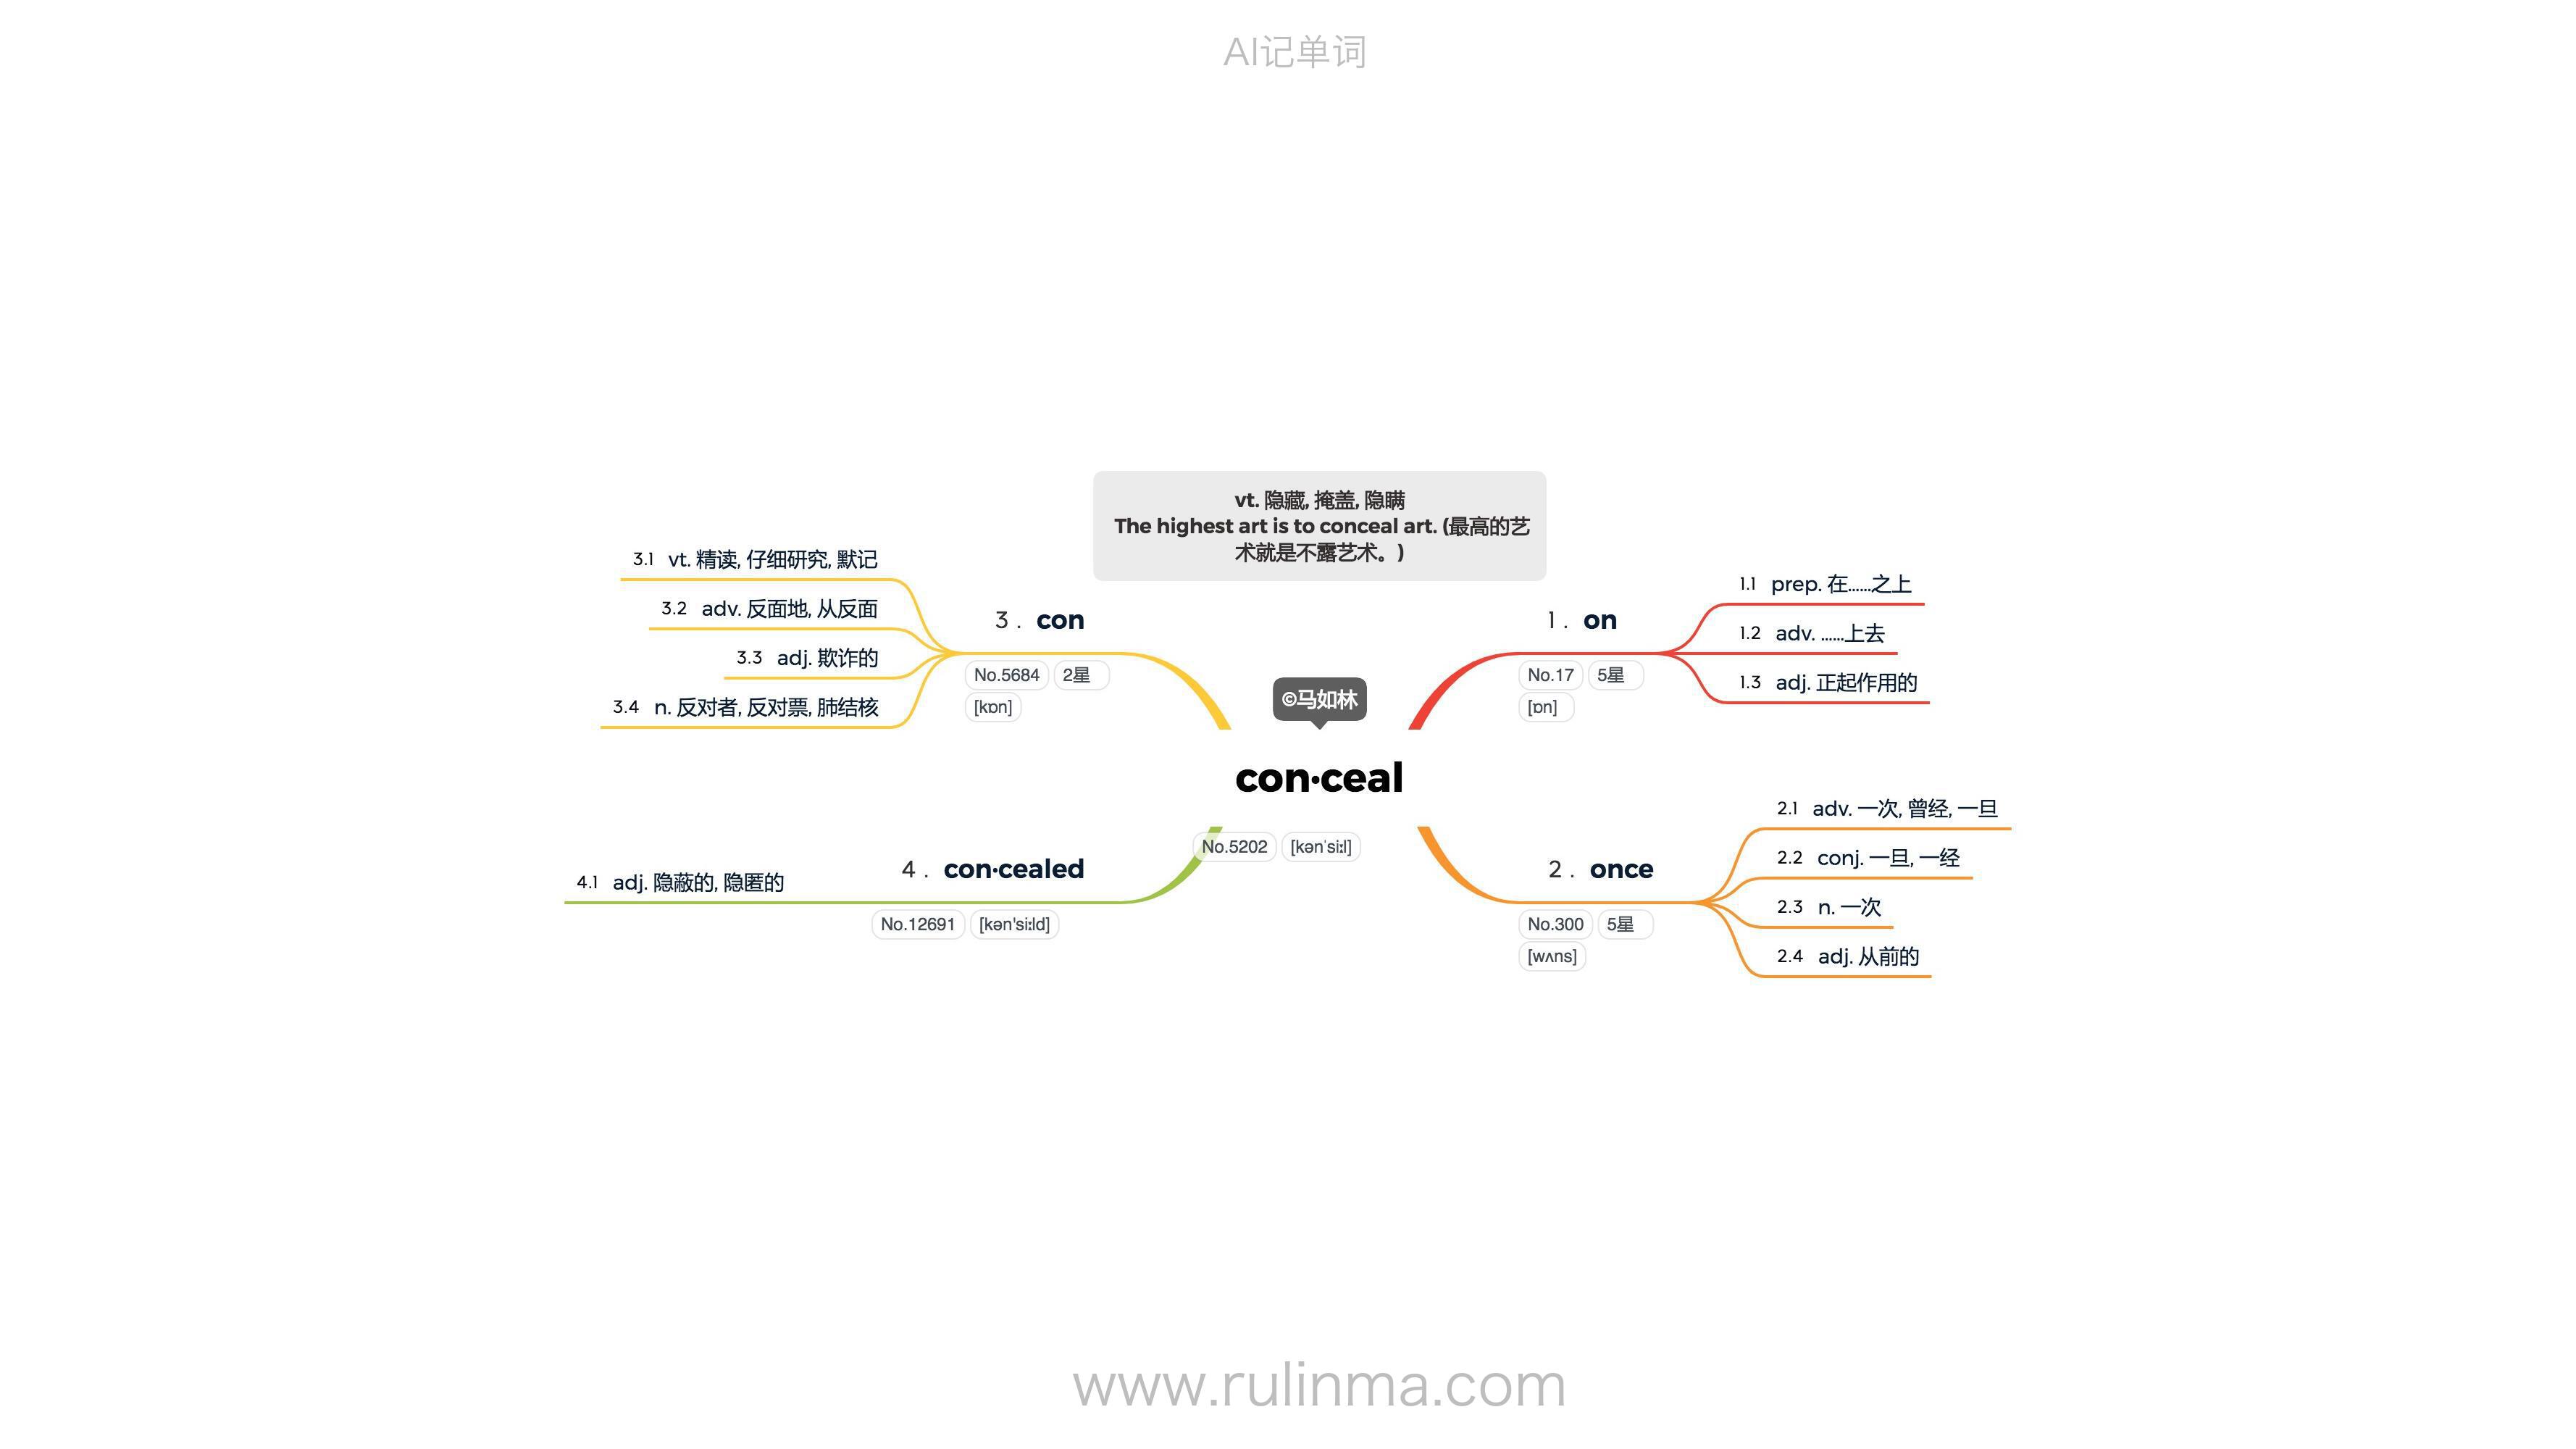 AI记单词
vt. 隐藏, 掩盖, 隐瞒
The highest art is to conceal art. (最高的艺
术就是不露艺术。)
©马如林
con·ceal
No.5202 [kənˈsiːl]
1 . on
No.17 5星
[ɒn]
1.1 prep. 在……之上
1.2 adv. ……上去
1.3 adj. 正起作用的
2 . once
No.300 5星
[wʌns]
2.1 adv. 一次, 曾经, 一旦
2.2 conj. 一旦, 一经
2.3 n. 一次
2.4 adj. 从前的
3 . con
No.5684 2星
[kɒn]
3.1 vt. 精读, 仔细研究, 默记
3.2 adv. 反面地, 从反面
3.3 adj. 欺诈的
3.4 n. 反对者, 反对票, 肺结核
4 . con·cealed
No.12691 [kən'siːld]
4.1 adj. 隐蔽的, 隐匿的
www.rulinma.com